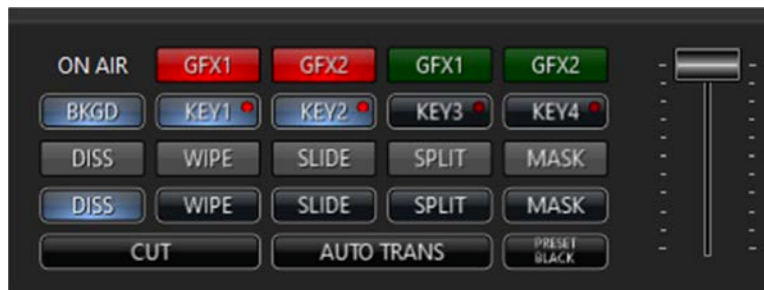 ON AIR GFX1 GFX2 GFX1 GFX2
BKGD KEY1 KEY2 KEY3 KEY4
DISS WIPE SLIDE SPLIT MASK
DISS WIPE SLIDE SPLIT MASK
CUT AUTO TRANS PRESET
BLACK